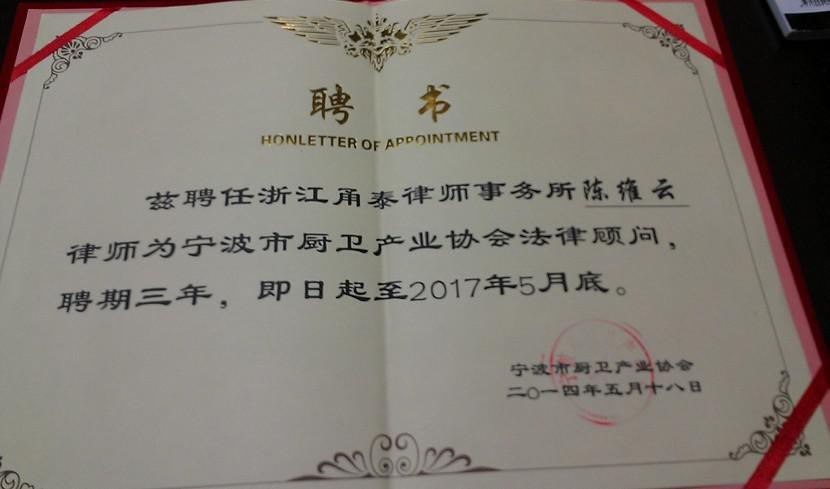 聘 书
HONLETTER OF APPOINTMENT
兹聘任浙江甬泰律师事务所陈维云
律师为宁波市厨卫产业协会法律顾问，
聘期三年，即日起至2017年5月底。
宁波市厨卫产业协会
二〇一四年五月十八日